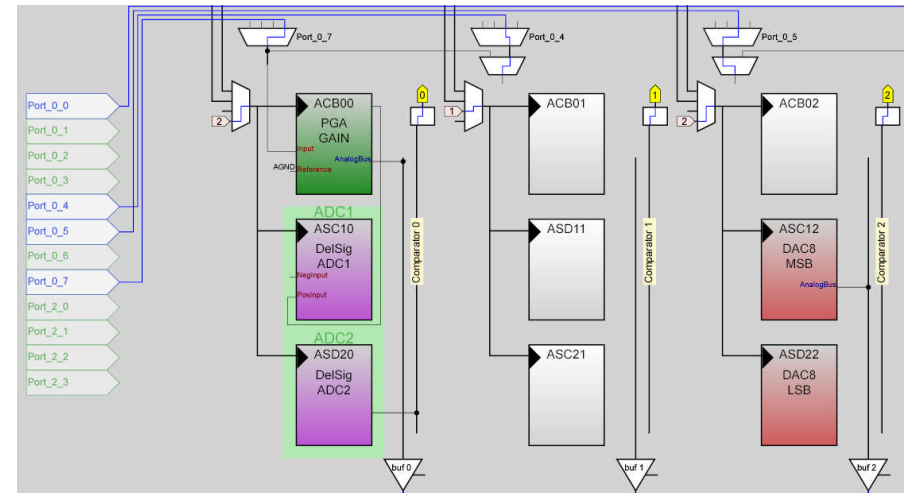 Port_0_7
Port_0_4
Port_0_5
Port_0_0
Port_0_1
Port_0_2
Port_0_3
Port_0_4
Port_0_5
Port_0_6
Port_0_7
Port_2_0
Port_2_1
Port_2_2
Port_2_3
2
ACB00
PGA
GAIN
Input
AnalogBus
AGND
Reference
0
Comparator 0
ADC1
ASC10
DelSig
ADC1
NegInput
PosInput
ADC2
ASD20
DelSig
ADC2
buf 0
1
ACB01
1
Comparator 1
ASD11
ASC21
buf 1
2
ACB02
2
Comparator 2
ASC12
DAC8
MSB
AnalogBus
ASD22
DAC8
LSB
buf 2